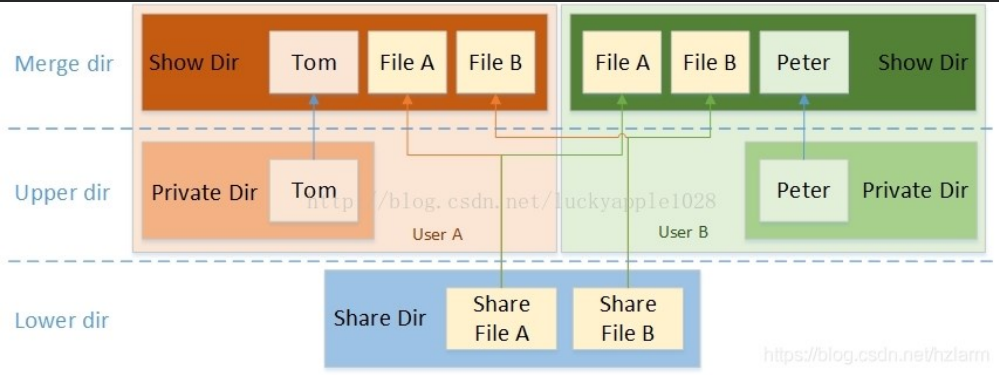 Merge dir
Show Dir
Tom
File A
File B
File A
File B
Peter
Show Dir
Upper dir
Private Dir
Tom
Peter
Private Dir
http://blog.csdn.net/luckyapple1028
User A
User B
Lower dir
Share Dir
Share
File A
Share
File B
https://blog.csdn.net/hzlarm